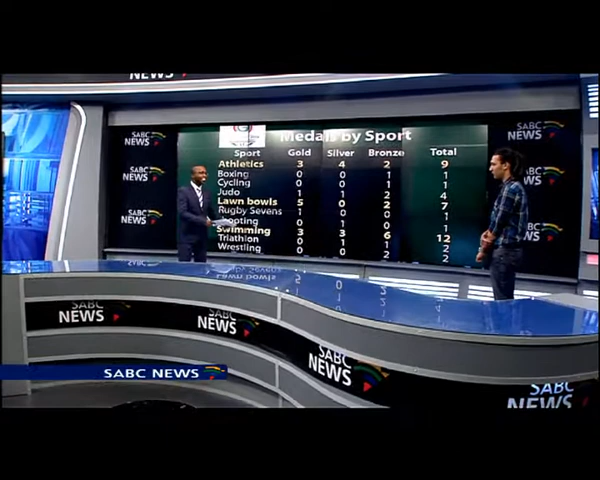 NEWS
Medals by Sport
Sport Gold Silver Bronze Total
Athletics 3 4 2 9
Boxing 0 0 1 1
Cycling 0 0 1 1
Judo 1 1 2 4
Lawn bowls 5 0 2 7
Rugby Sevens 1 0 0 1
Shooting 0 1 0 1
Swimming 3 3 6 12
Triathlon 3
Wrestling 0 0 2 2
SABC
NEWS
SABC
NEWS
SABC
NEWS
SABC
NEWS
SABC
NEWS
SABC
NEWS
SABC
NEWS
SABC
NEWS
SABC
NEWS
SABC NEWS
SABC
NEWS